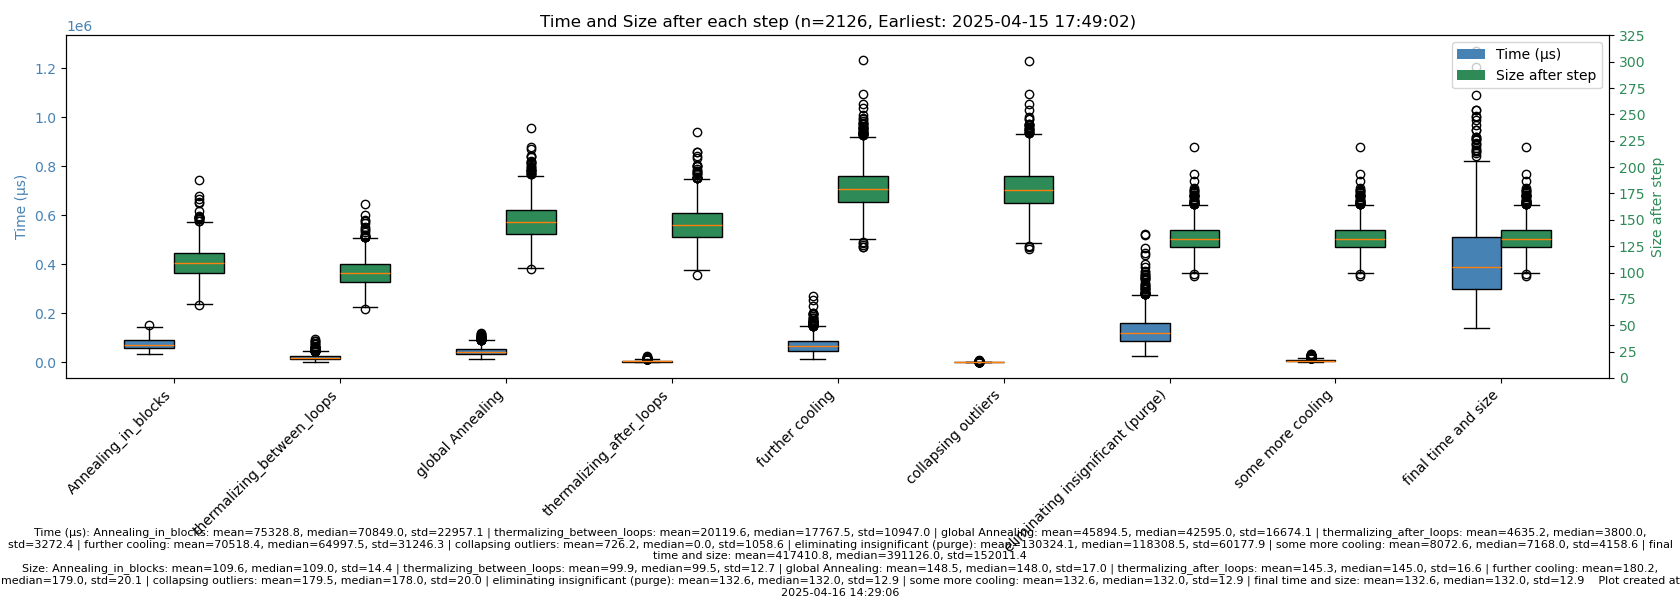 Time and Size after each step (n=2126, Earliest: 2025-04-15 17:49:02)
1e6
Time (μs)
1.2
1.0
0.8
0.6
0.4
0.2
0.0
325
300
275
250
225
200
175
150
125
100
75
50
25
0
Size after step
Time (μs)
Size after step
Annealing_in_blocks
thermalizing_between_loops
global Annealing
thermalizing_after_loops
further cooling
collapsing outliers
eliminating insignificant (purge)
some more cooling
final time and size
Time (μs): Annealing_in_blocks: mean=75328.8, median=70849.0, std=22957.1 | thermalizing_between_loops: mean=20119.6, median=17767.5, std=10947.0 | global Annealing: mean=45894.5, median=42595.0, std=16674.1 | thermalizing_after_loops: mean=4635.2, median=3800.0,
std=3272.4 | further cooling: mean=70518.4, median=64997.5, std=31246.3 | collapsing outliers: mean=726.2, median=0.0, std=1058.6 | eliminating insignificant (purge): mean=130324.1, median=118308.5, std=60177.9 | some more cooling: mean=8072.6, median=7168.0, std=4158.6 | final
time and size: mean=417410.8, median=391126.0, std=152011.4
Size: Annealing_in_blocks: mean=109.6, median=109.0, std=14.4 | thermalizing_between_loops: mean=99.9, median=99.5, std=12.7 | global Annealing: mean=148.5, median=148.0, std=17.0 | thermalizing_after_loops: mean=145.3, median=145.0, std=16.6 | further cooling: mean=180.2,
median=179.0, std=20.1 | collapsing outliers: mean=179.5, median=178.0, std=20.0 | eliminating insignificant (purge): mean=132.6, median=132.0, std=12.9 | some more cooling: mean=132.6, median=132.0, std=12.9 | final time and size: mean=132.6, median=132.0, std=12.9    Plot created at
2025-04-16 14:29:06